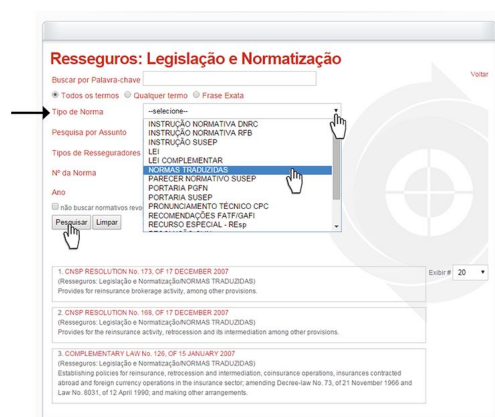 Resseguros: Legislação e Normatização
Voltar
Buscar por Palavra-chave
Todos os termos Qualquer termo Frase Exata
Tipo de Norma --selecione--
INSTRUÇÃO NORMATIVA DNRC
INSTRUÇÃO NORMATIVA RFB
Pesquisa por Assunto
INSTRUÇÃO SUSEP
LEI
Tipos de Resseguradores
LEI COMPLEMENTAR
NORMAS TRADUZIDAS
Nº da Norma
PARECER NORMATIVO SUSEP
PORTARIA PGFN
Ano
PORTARIA SUSEP
não buscar normativos revo
PRONUNCIAMENTO TÉCNICO CPC
RECOMENDAÇÕES FATF/GAFI
Pesquisar Limpar
RECURSO ESPECIAL - REsp
1. CNSP RESOLUTION No. 173, OF 17 DECEMBER 2007
Exibir # 20
(Resseguros: Legislação e Normatização/NORMAS TRADUZIDAS)
Provides for reinsurance brokerage activity, among other provisions.
2. CNSP RESOLUTION No. 168, OF 17 DECEMBER 2007
(Resseguros: Legislação e Normatização/NORMAS TRADUZIDAS)
Provides for the reinsurance activity, retrocession and its intermediation among other provisions.
3. COMPLEMENTARY LAW No. 126, OF 15 JANUARY 2007
(Resseguros: Legislação e Normatização/NORMAS TRADUZIDAS)
Establishing policies for reinsurance, retrocession and intermediation, coinsurance operations, insurances contracted
abroad and foreign currency operations in the insurance sector; amending Decree-law No. 73, of 21 November 1966 and
Law No. 8031, of 12 April 1990; and making other arrangements.